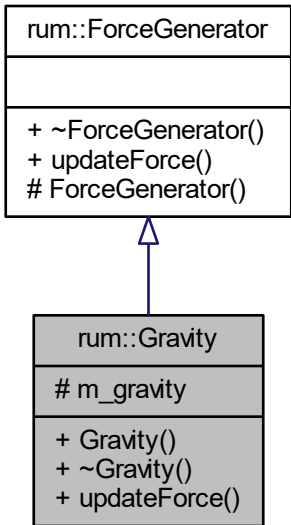 rum::ForceGenerator
+ ~ForceGenerator()
+ updateForce()
# ForceGenerator()
rum::Gravity
# m_gravity
+ Gravity()
+ ~Gravity()
+ updateForce()